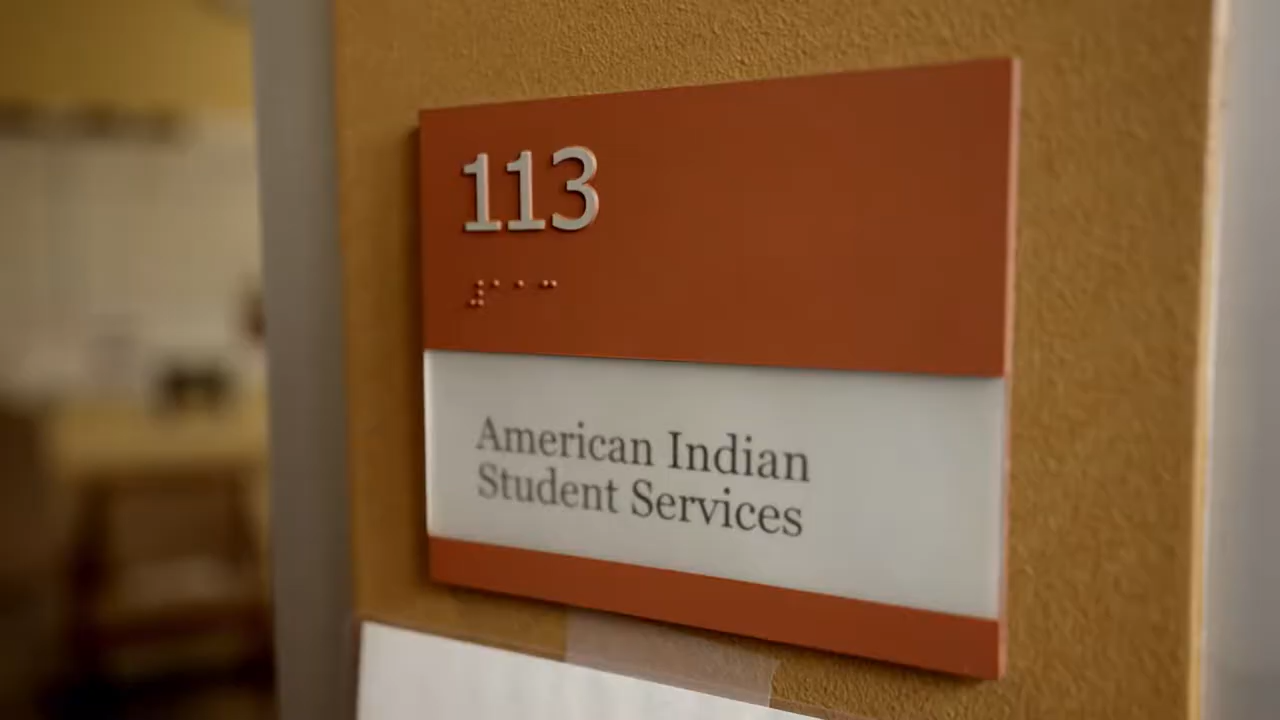 113
⠼⠁⠁⠉
American Indian
Student Services